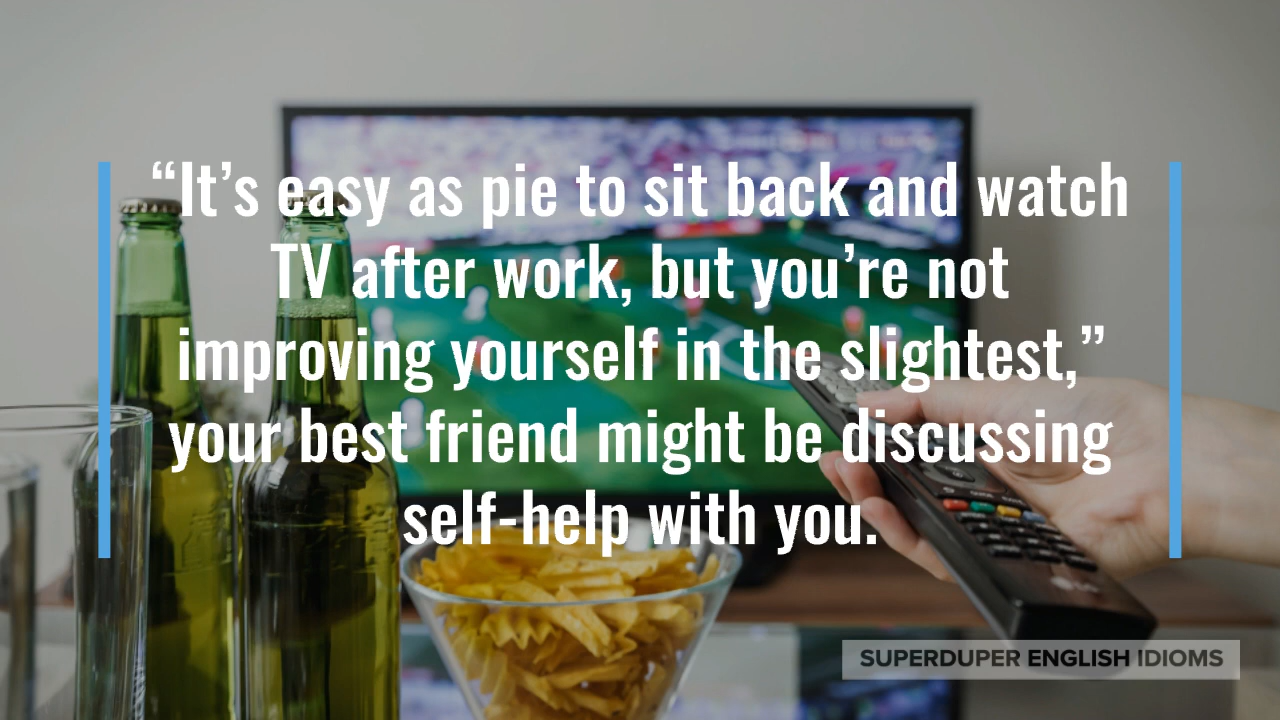 “It’s easy as pie to sit back and watch
TV after work, but you’re not
improving yourself in the slightest,”
your best friend might be discussing
self-help with you.
SUPERDUPER ENGLISH IDIOMS